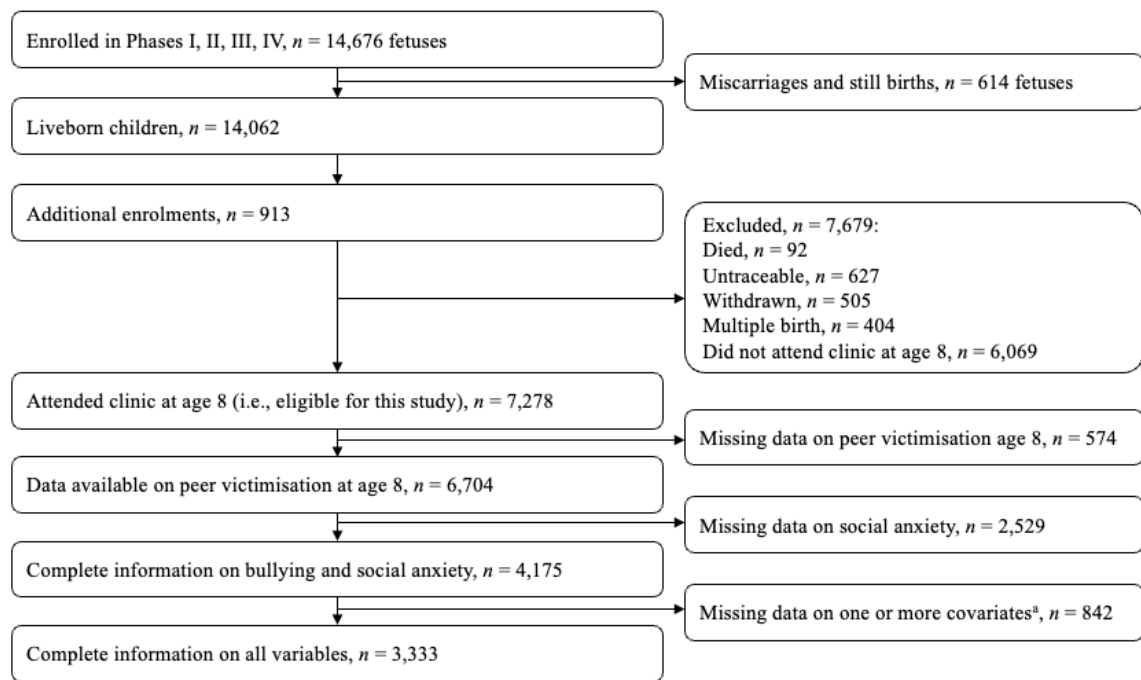 Enrolled in Phases I, II, III, IV, n = 14,676 fetuses
Miscarriages and still births, n = 614 fetuses
Liveborn children, n = 14,062
Additional enrolments, n = 913
Excluded, n = 7,679:
Died, n = 92
Untraceable, n = 627
Withdrawn, n = 505
Multiple birth, n = 404
Did not attend clinic at age 8, n = 6,069
Attended clinic at age 8 (i.e., eligible for this study), n = 7,278
Missing data on peer victimisation age 8, n = 574
Data available on peer victimisation at age 8, n = 6,704
Missing data on social anxiety, n = 2,529
Complete information on bullying and social anxiety, n = 4,175
Missing data on one or more covariatesᵃ, n = 842
Complete information on all variables, n = 3,333